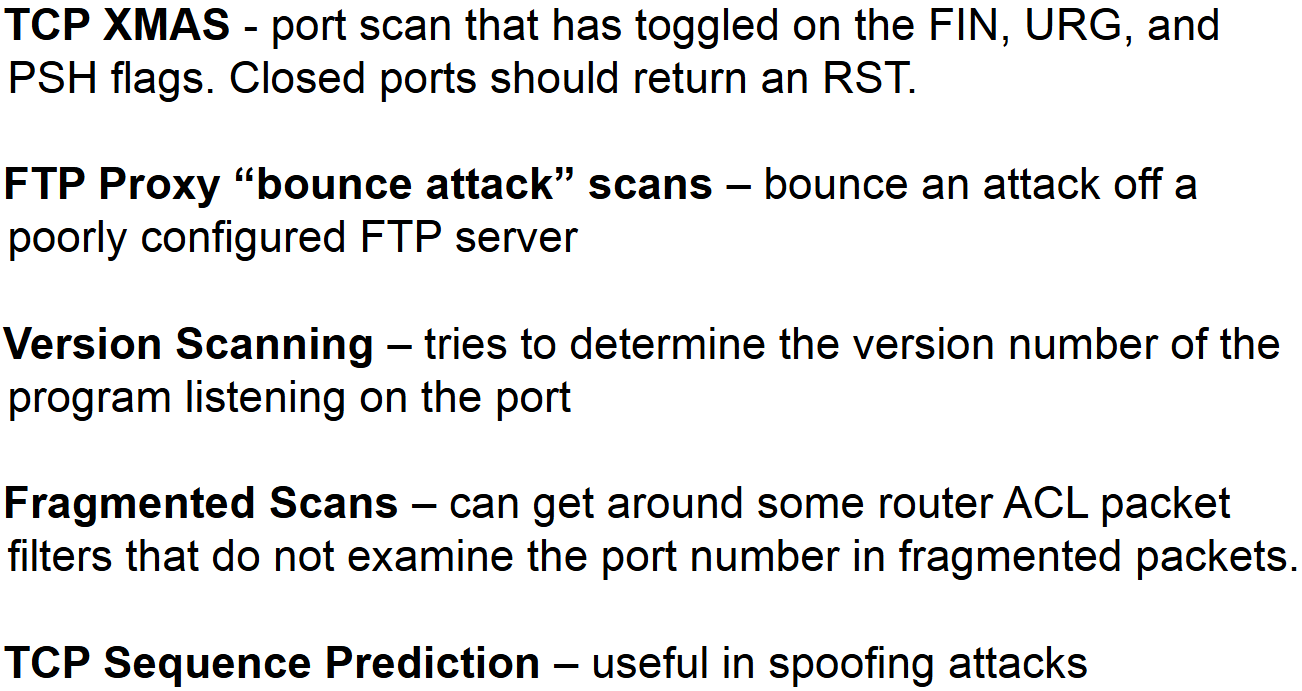 TCP XMAS - port scan that has toggled on the FIN, URG, and
PSH flags. Closed ports should return an RST.
FTP Proxy “bounce attack” scans – bounce an attack off a
poorly configured FTP server
Version Scanning – tries to determine the version number of the
program listening on the port
Fragmented Scans – can get around some router ACL packet
filters that do not examine the port number in fragmented packets.
TCP Sequence Prediction – useful in spoofing attacks